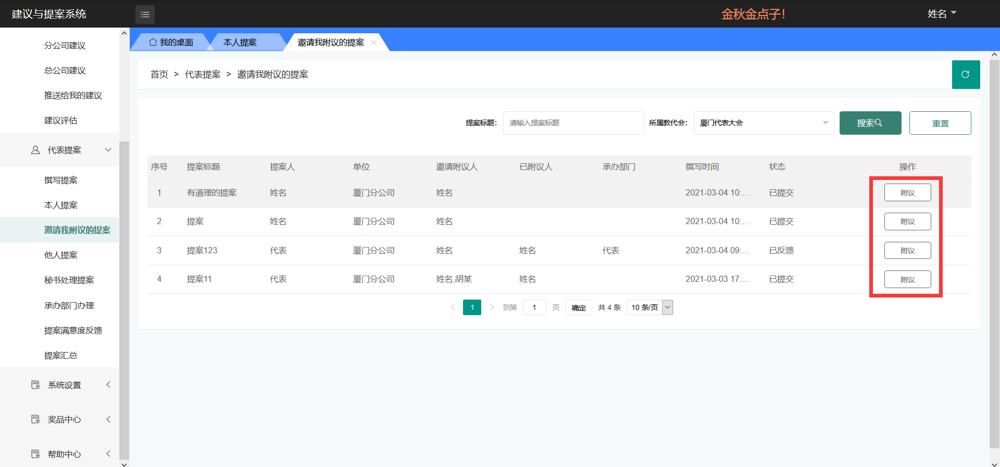 建议与提案系统
金秋金点子！
姓名
分公司建议
总公司建议
推送给我的建议
建议评估
代表提案
撰写提案
本人提案
邀请我附议的提案
他人提案
秘书处理提案
承办部门办理
提案满意度反馈
提案汇总
系统设置
奖品中心
帮助中心
我的桌面 本人提案 邀请我附议的提案
首页 > 代表提案 > 邀请我附议的提案
提案标题： 请输入提案标题 所属教代会： 厦门代表大会 搜索 重置
序号 提案标题 提案人 单位 邀请附议人 已附议人 承办部门 撰写时间 状态 操作
1 有道理的提案 姓名 厦门分公司 姓名 2021-03-04 10:... 已提交 附议
2 提案 姓名 厦门分公司 姓名 2021-03-04 10:... 已提交 附议
3 提案123 代表 厦门分公司 姓名 姓名 代表 2021-03-04 09:... 已反馈 附议
4 提案11 代表 厦门分公司 姓名,胡某 姓名 2021-03-03 17:... 已提交 附议
1 到第 1 页 确定 共 4 条 10 条/页